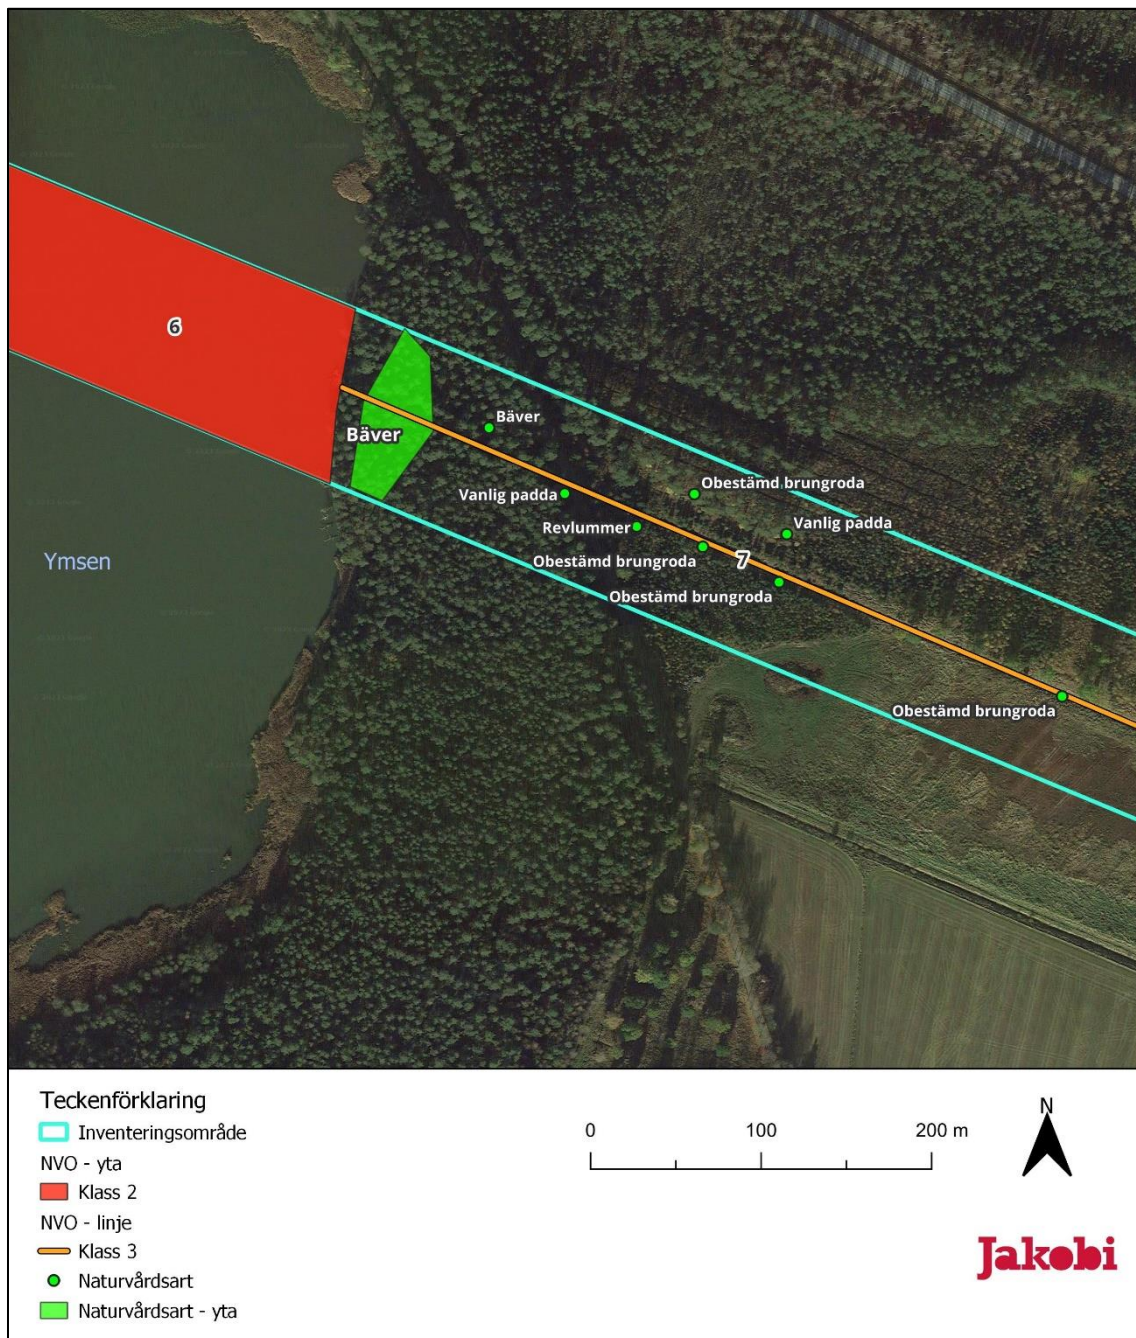 6
Bäver
Bäver
Vanlig padda
Obestämd brungroda
Revlummer
Vanlig padda
Obestämd brungroda
7
Obestämd brungroda
Ymsen
Obestämd brungroda
Teckenförklaring
Inventeringsområde
NVO - yta
Klass 2
NVO - linje
Klass 3
Naturvårdsart
Naturvårdsart - yta
0 100 200 m
N
Jakobi